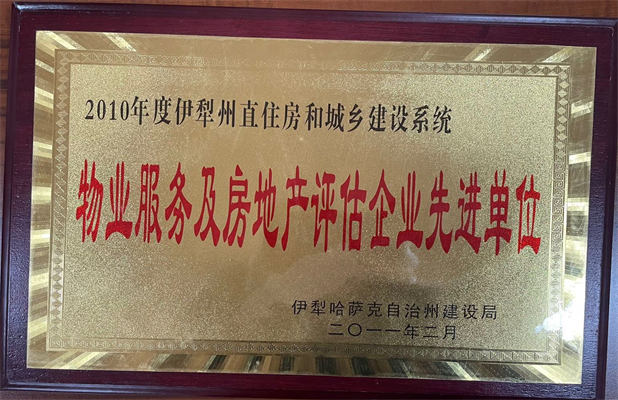 2010年度伊犁州直住房和城乡建设系统
物业服务及房地产评估企业先进单位
伊犁哈萨克自治州建设局
二〇一一年二月